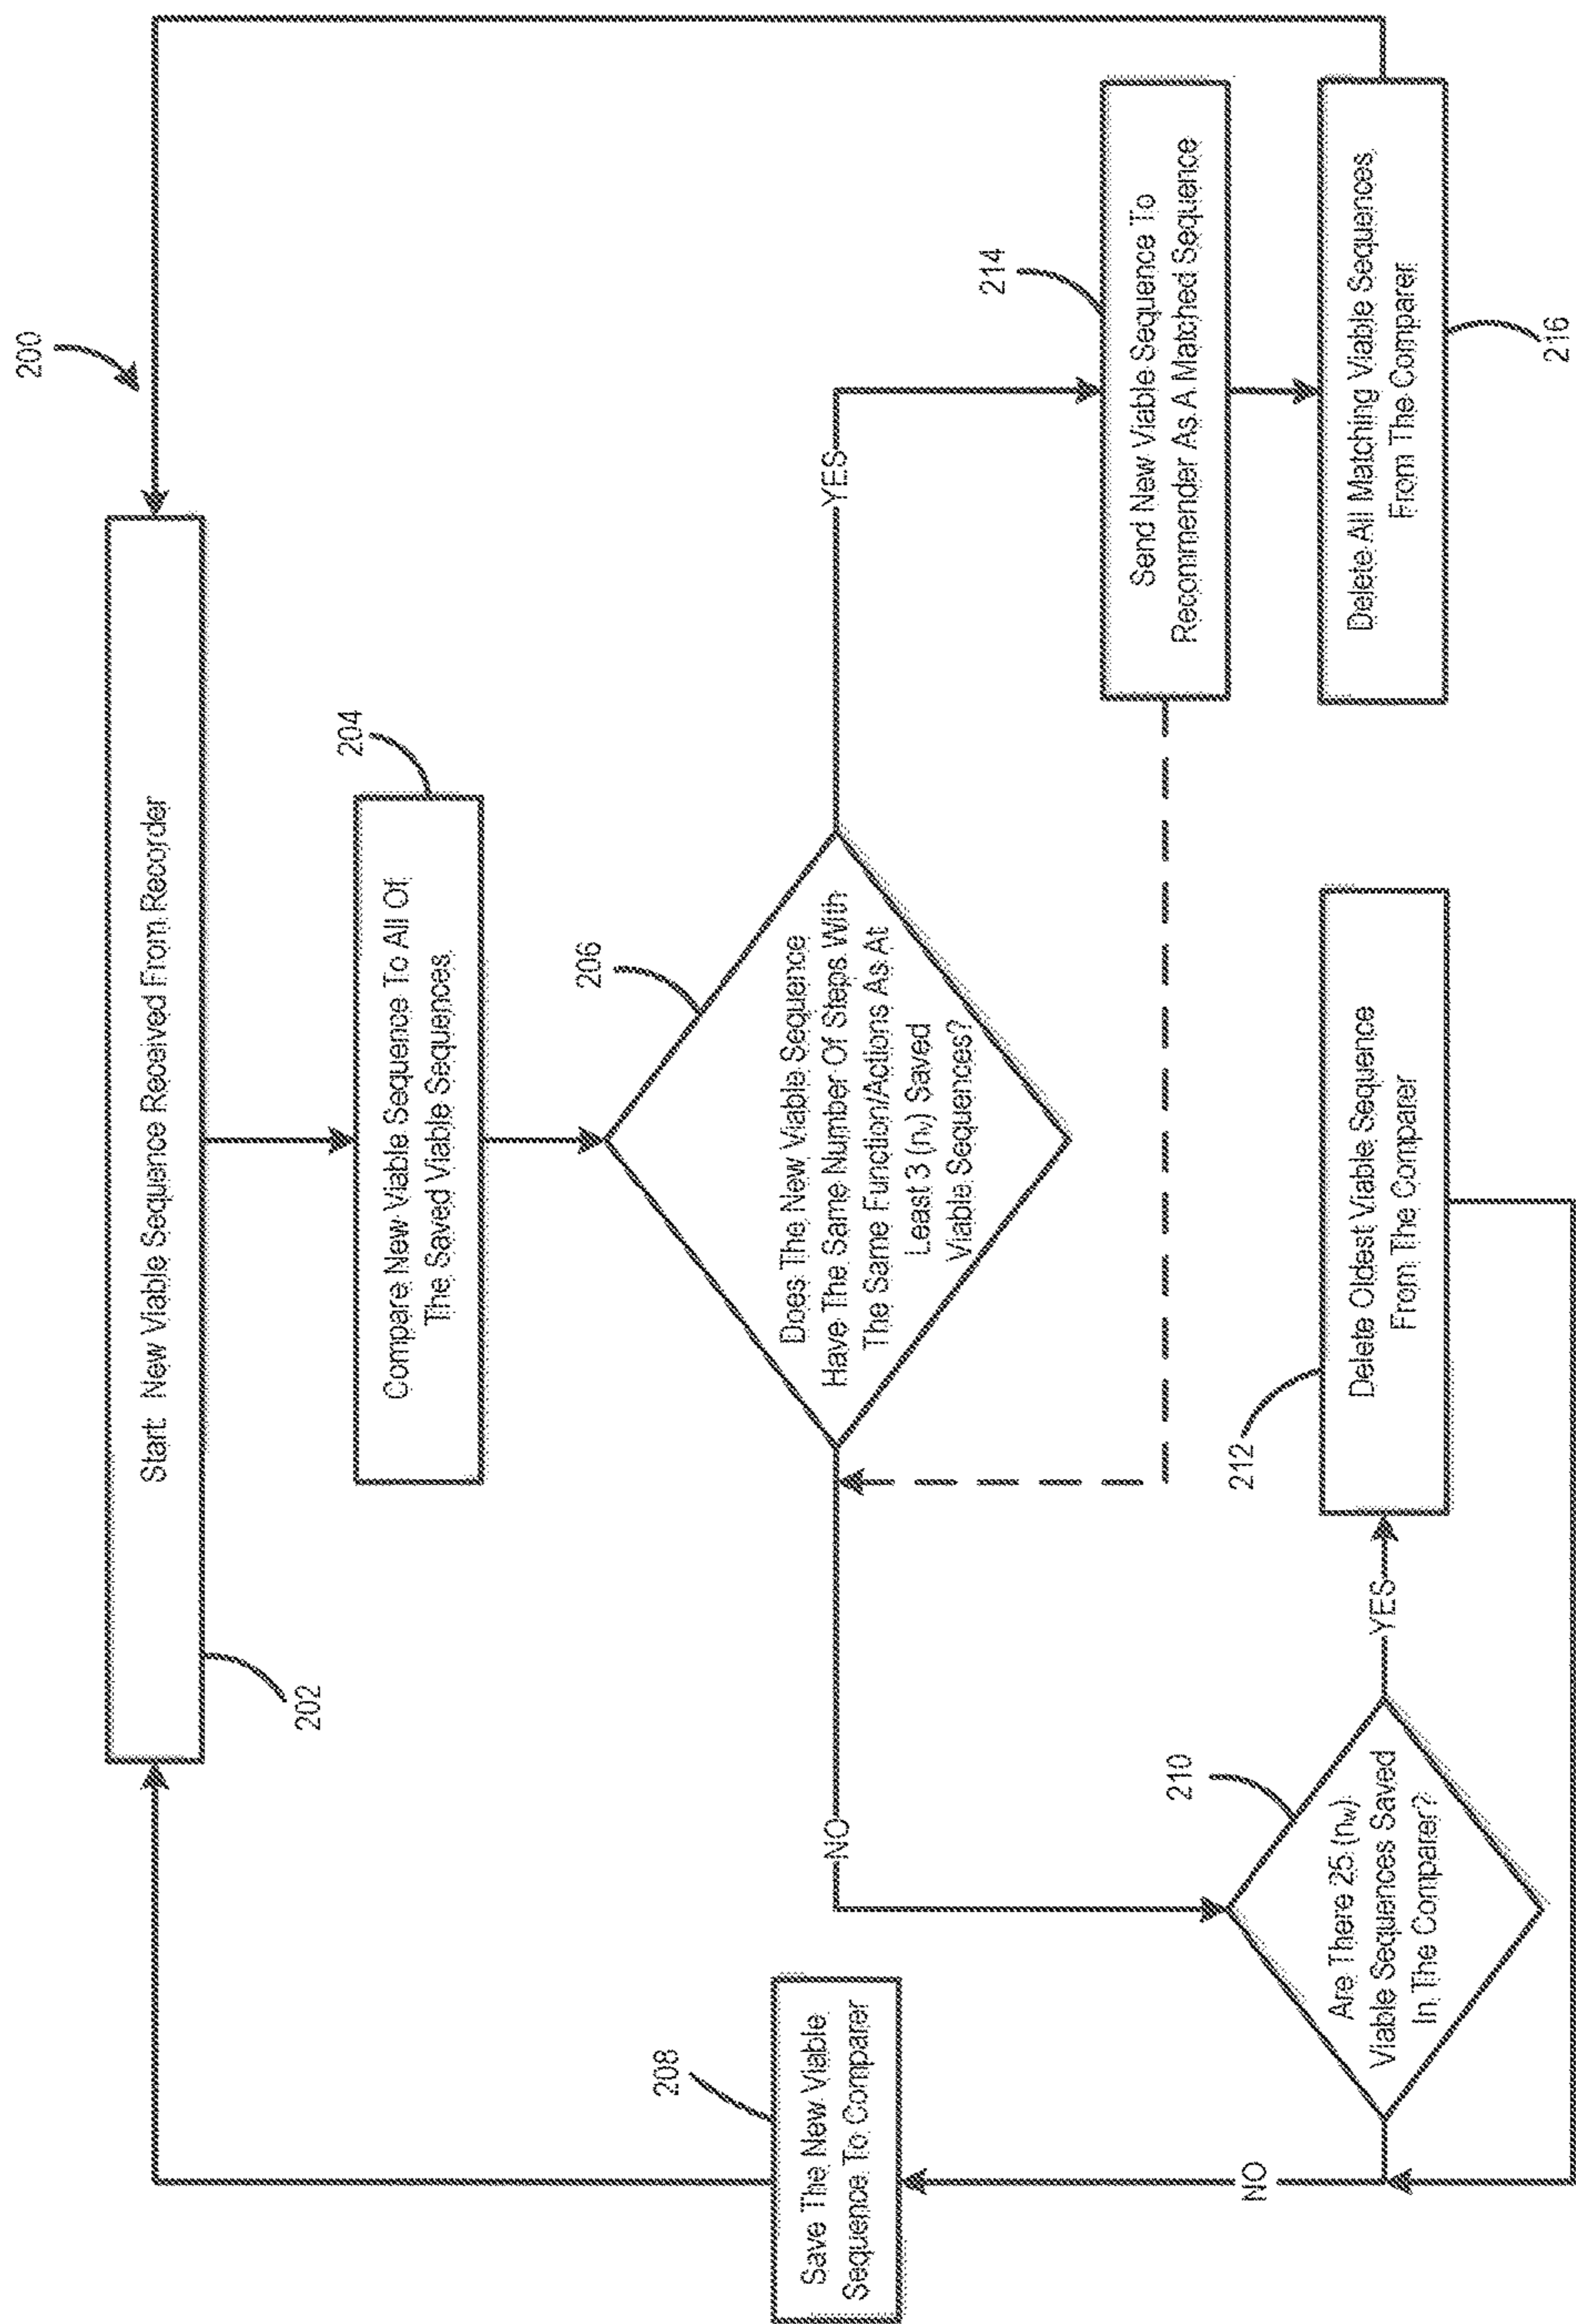 200
Start: New Viable Sequence Received From Recorder
202
204
Compare New Viable Sequence To All Of
The Saved Viable Sequences
206
Does The New Viable Sequence
Have The Same Number Of Steps With
The Same Function/Actions As At
Least 3 (nv) Saved
Viable Sequences?
NO
YES
208
Save The New Viable
Sequence To Comparer
214
Send New Viable Sequence To
Recommender As A Matched Sequence
210
Are There 25 (nw)
Viable Sequences Saved
In The Comparer?
NO
YES
212
Delete Oldest Viable Sequence
From The Comparer
Delete All Matching Viable Sequences
From The Comparer
216